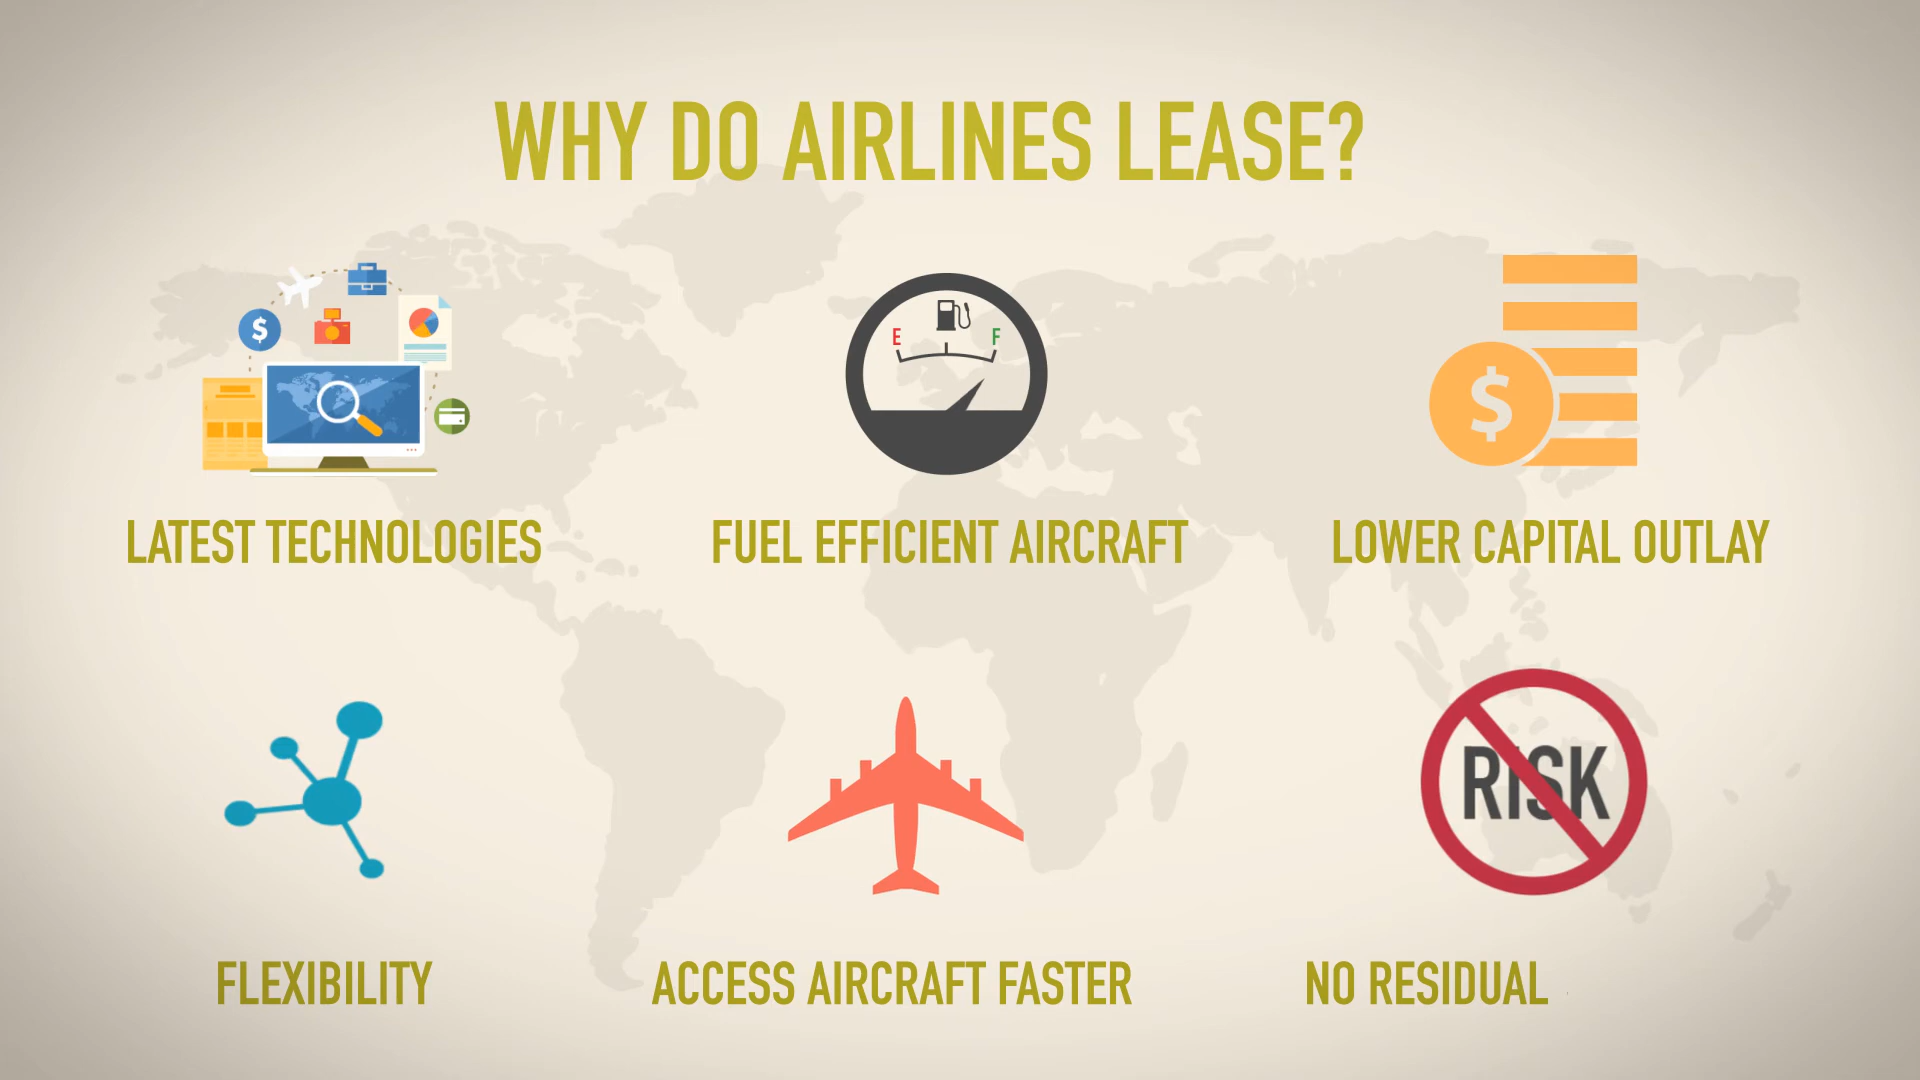 WHY DO AIRLINES LEASE?
$
E F
$
LATEST TECHNOLOGIES
FUEL EFFICIENT AIRCRAFT
LOWER CAPITAL OUTLAY
RISK
FLEXIBILITY
ACCESS AIRCRAFT FASTER
NO RESIDUAL